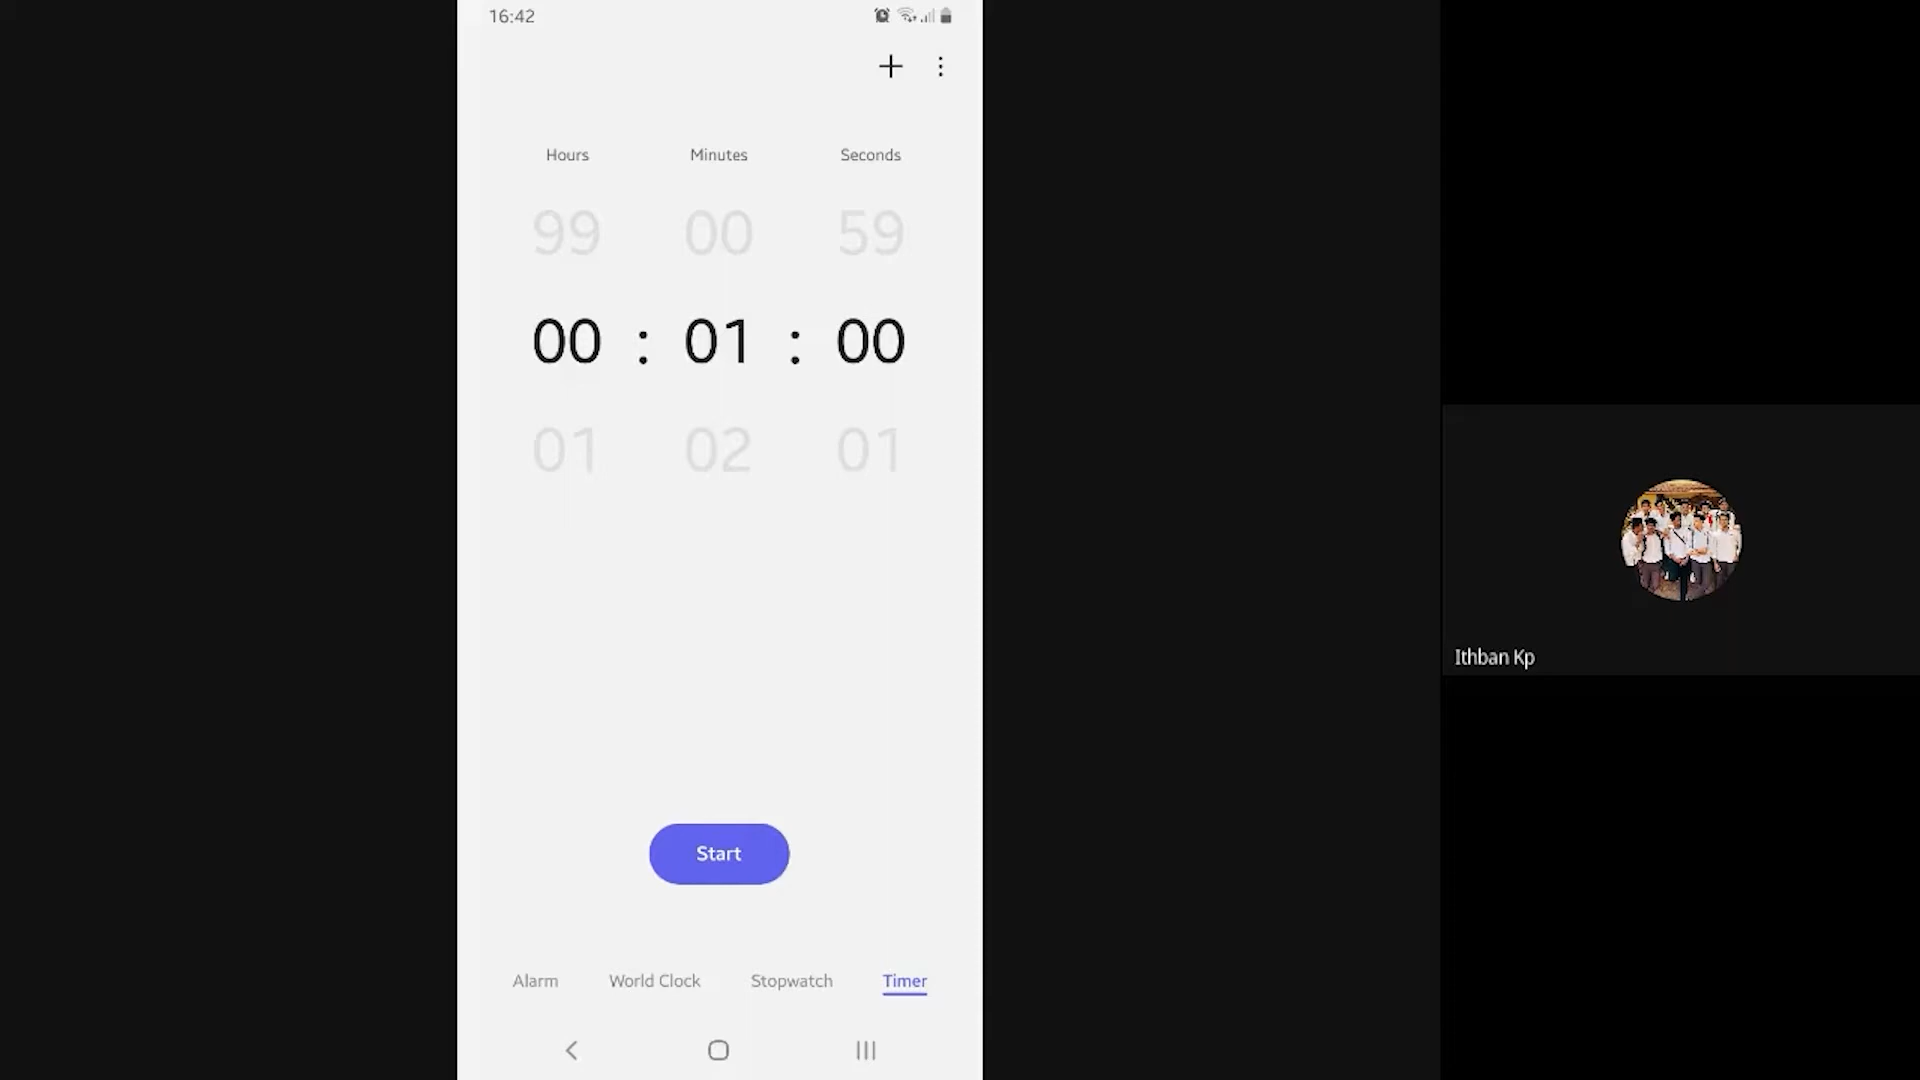 16:42
Hours Minutes Seconds
99 00 59
00 : 01 : 00
01 02 01
Start
Alarm World Clock Stopwatch Timer
Ithban Kp